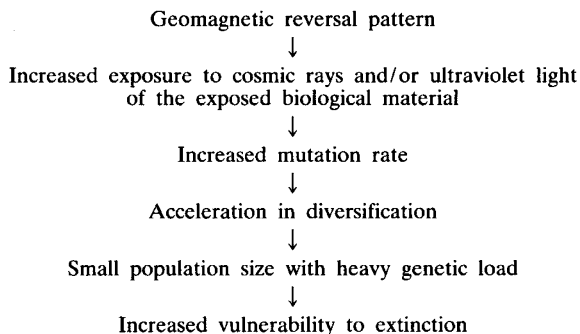 Geomagnetic reversal pattern
↓
Increased exposure to cosmic rays and/or ultraviolet light
of the exposed biological material
↓
Increased mutation rate
↓
Acceleration in diversification
↓
Small population size with heavy genetic load
↓
Increased vulnerability to extinction